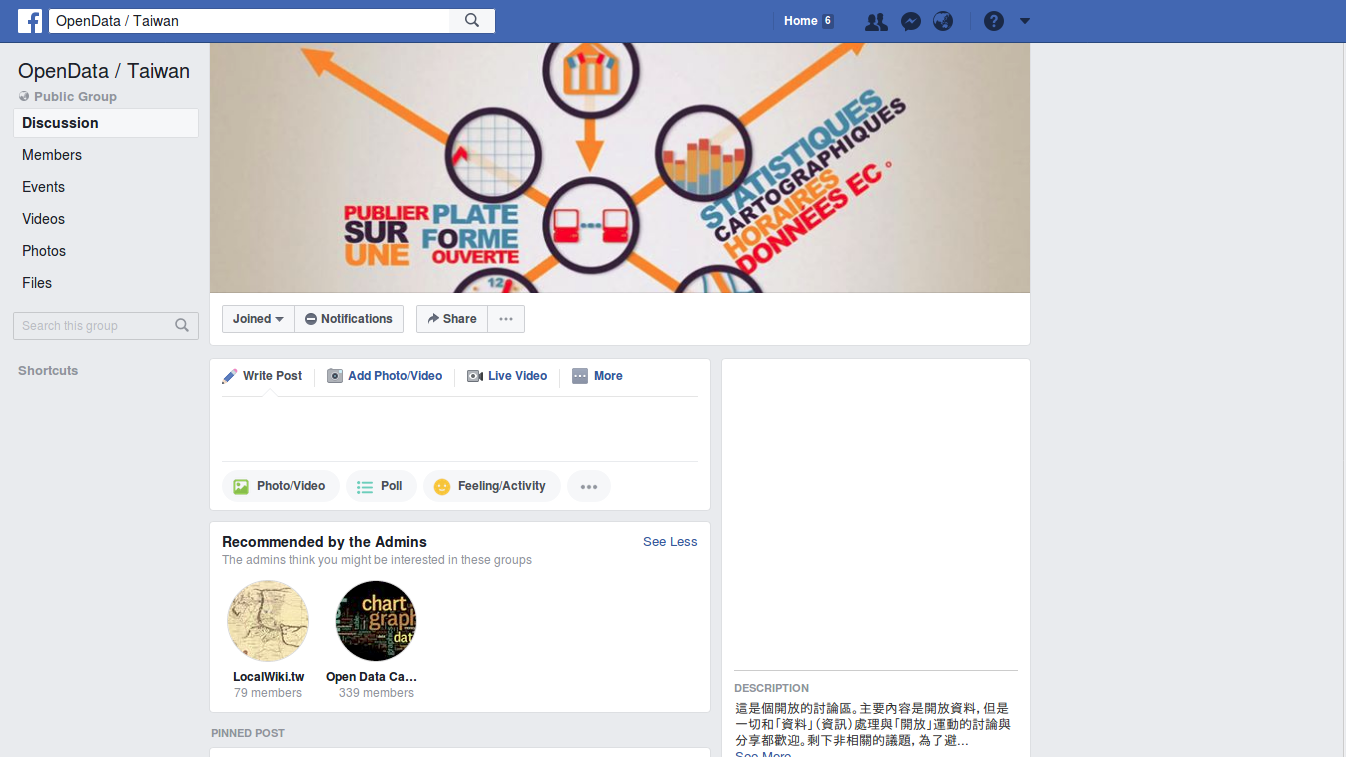 OpenData / Taiwan
Home 6
OpenData / Taiwan
Public Group
Discussion
Members
Events
Videos
Photos
Files
Search this group
Shortcuts
PUBLIER
SUR
UNE
PLATE
FORME
OUVERTE
STATISTIQUES
CARTOGRAPHIQUES
HORAIRES
DONNÉES EC
12
Joined
Notifications
Share
Write Post
Add Photo/Video
Live Video
More
Photo/Video
Poll
Feeling/Activity
Recommended by the Admins
See Less
The admins think you might be interested in these groups
chart
graph
data
LocalWiki.tw
79 members
Open Data Ca...
339 members
PINNED POST
DESCRIPTION
這是個開放的討論區。主要內容是開放資料，但是
一切和「資料」（資訊）處理與「開放」運動的討論與
分享都歡迎。剩下非相關的議題，為了避...
See More